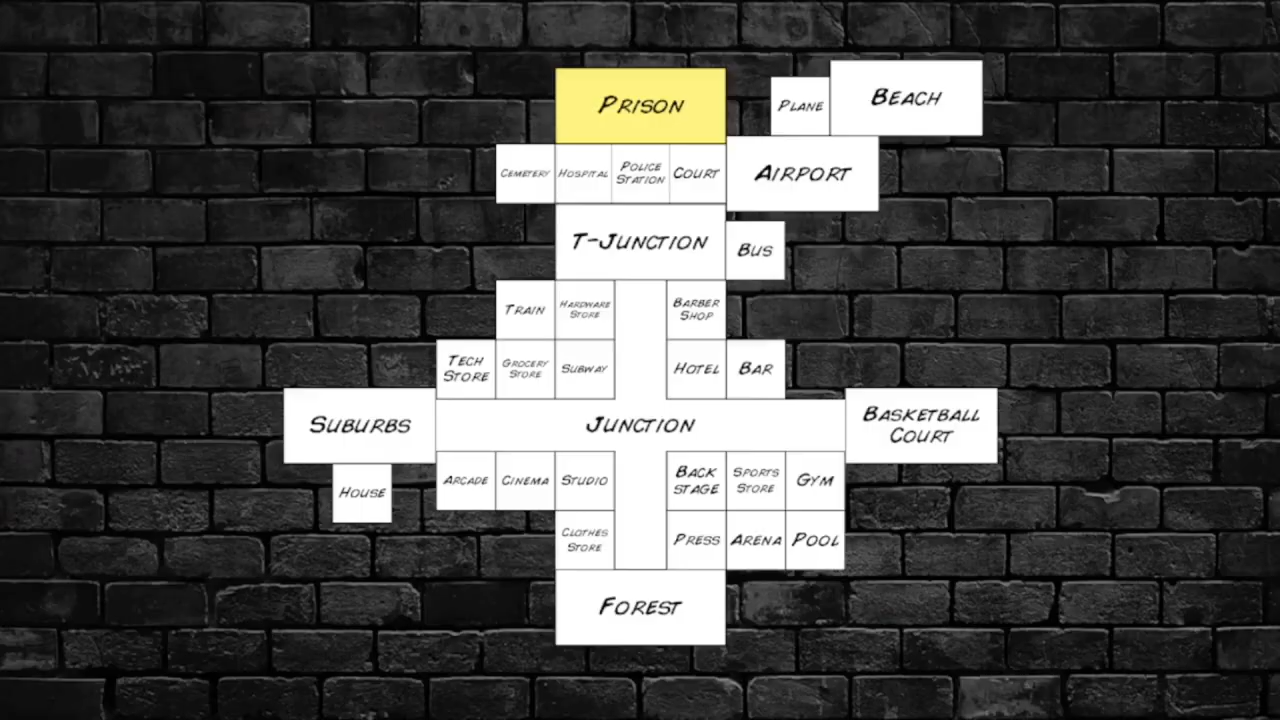 Prison
Plane
Beach
Cemetery
Hospital
Police
Station
Court
Airport
T-Junction
Bus
Train
Hardware
Store
Barber
Shop
Tech
Store
Grocery
Store
Subway
Hotel
Bar
Suburbs
Junction
Basketball
Court
House
Arcade
Cinema
Studio
Back
stage
Sports
Store
Gym
Clothes
Store
Press
Arena
Pool
Forest